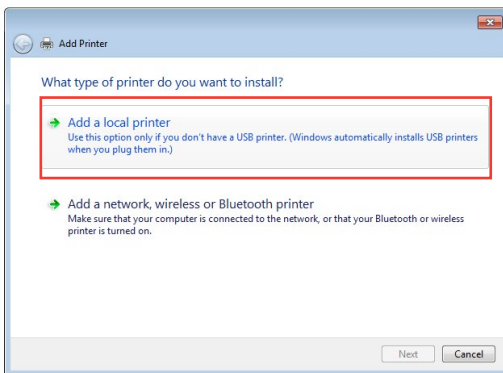 Add Printer
What type of printer do you want to install?
Add a local printer
Use this option only if you don't have a USB printer. (Windows automatically installs USB printers
when you plug them in.)
Add a network, wireless or Bluetooth printer
Make sure that your computer is connected to the network, or that your Bluetooth or wireless
printer is turned on.
Next Cancel